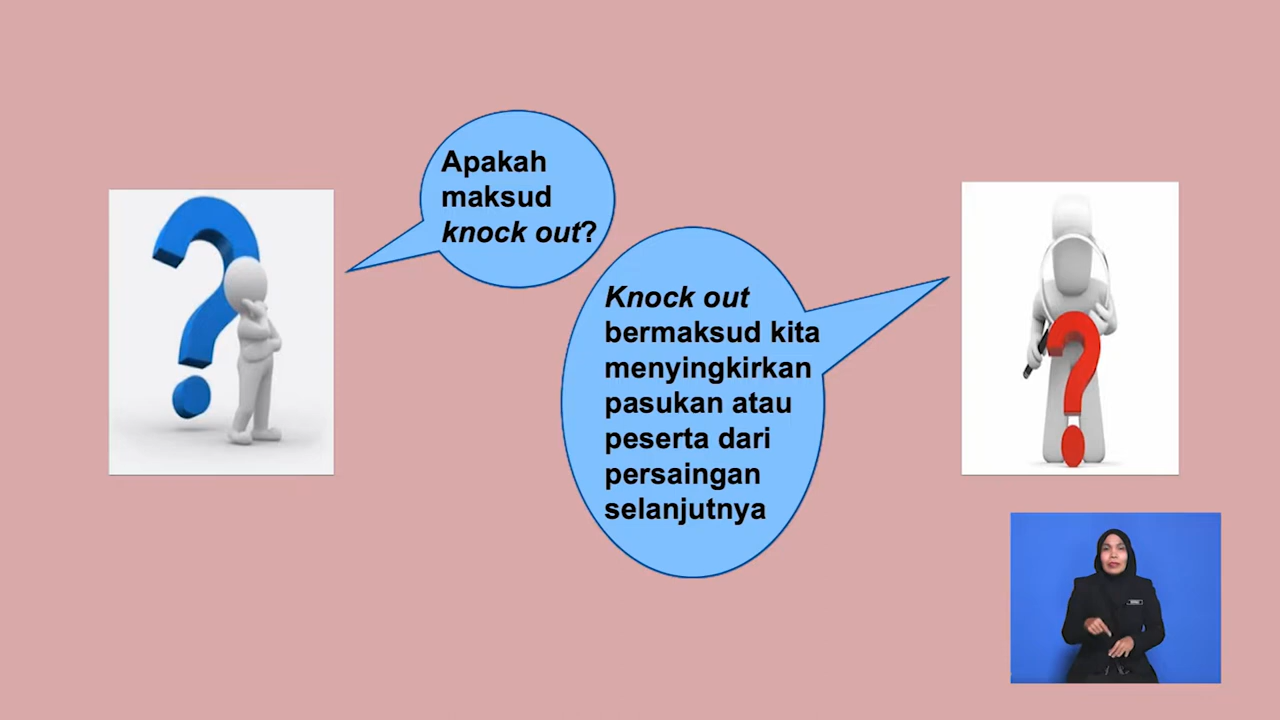 Apakah
maksud
knock out?
Knock out
bermaksud kita
menyingkirkan
pasukan atau
peserta dari
persaingan
selanjutnya